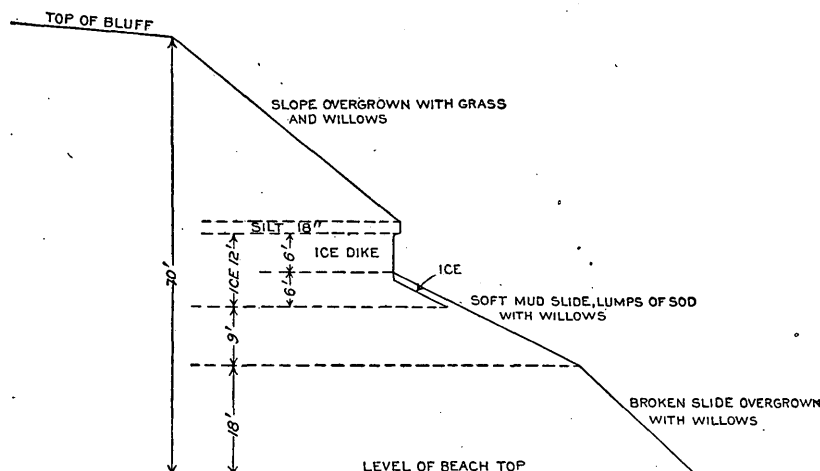 TOP OF BLUFF
SLOPE OVERGROWN WITH GRASS
AND WILLOWS
SILT 18"
ICE DIKE
ICE 12'
6'
6'
ICE
70'
SOFT MUD SLIDE, LUMPS OF SOD
WITH WILLOWS
9'
BROKEN SLIDE OVERGROWN
WITH WILLOWS
18'
LEVEL OF BEACH TOP